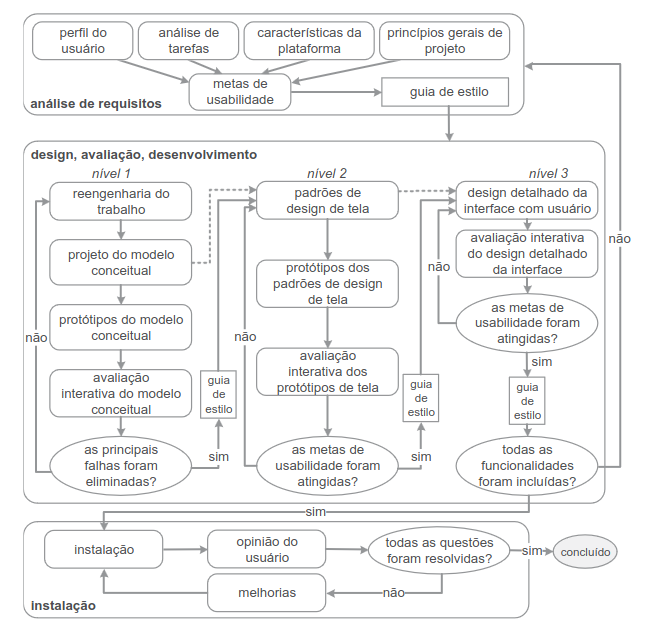 perfil do
usuário
análise de
tarefas
características da
plataforma
princípios gerais de
projeto
metas de
usabilidade
guia de estilo
análise de requisitos
design, avaliação, desenvolvimento
nível 1
reengenharia do
trabalho
projeto do modelo
conceitual
protótipos do modelo
conceitual
não
avaliação
interativa do modelo
conceitual
as principais
falhas foram
eliminadas?
sim
guia
de
estilo
nível 2
padrões de
design de tela
protótipos dos
padrões de design
de tela
não
avaliação
interativa dos
protótipos de tela
as metas de
usabilidade foram
atingidas?
sim
guia
de
estilo
nível 3
design detalhado da
interface com usuário
avaliação interativa
do design detalhado
da interface
não
as metas de
usabilidade foram
atingidas?
sim
guia
de
estilo
todas as
funcionalidades
foram incluídas?
não
sim
instalação
opinião do
usuário
todas as questões
foram resolvidas?
sim
concluído
não
melhorias
instalação